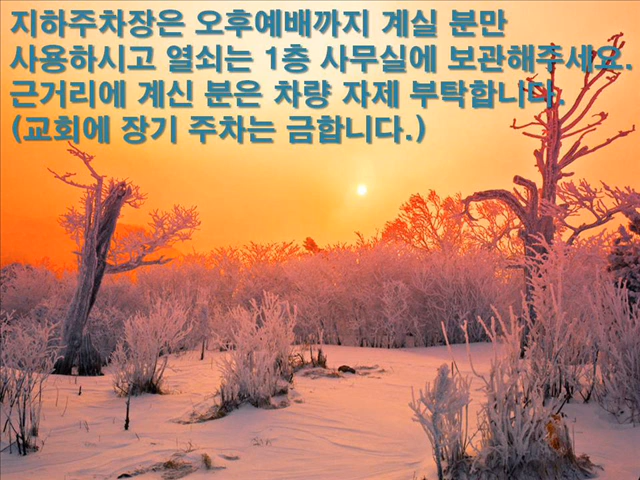 지하주차장은 오후예배까지 계실 분만
사용하시고 열쇠는 1층 사무실에 보관해주세요.
근거리에 계신 분은 차량 자제 부탁합니다.
(교회에 장기 주차는 금합니다.)